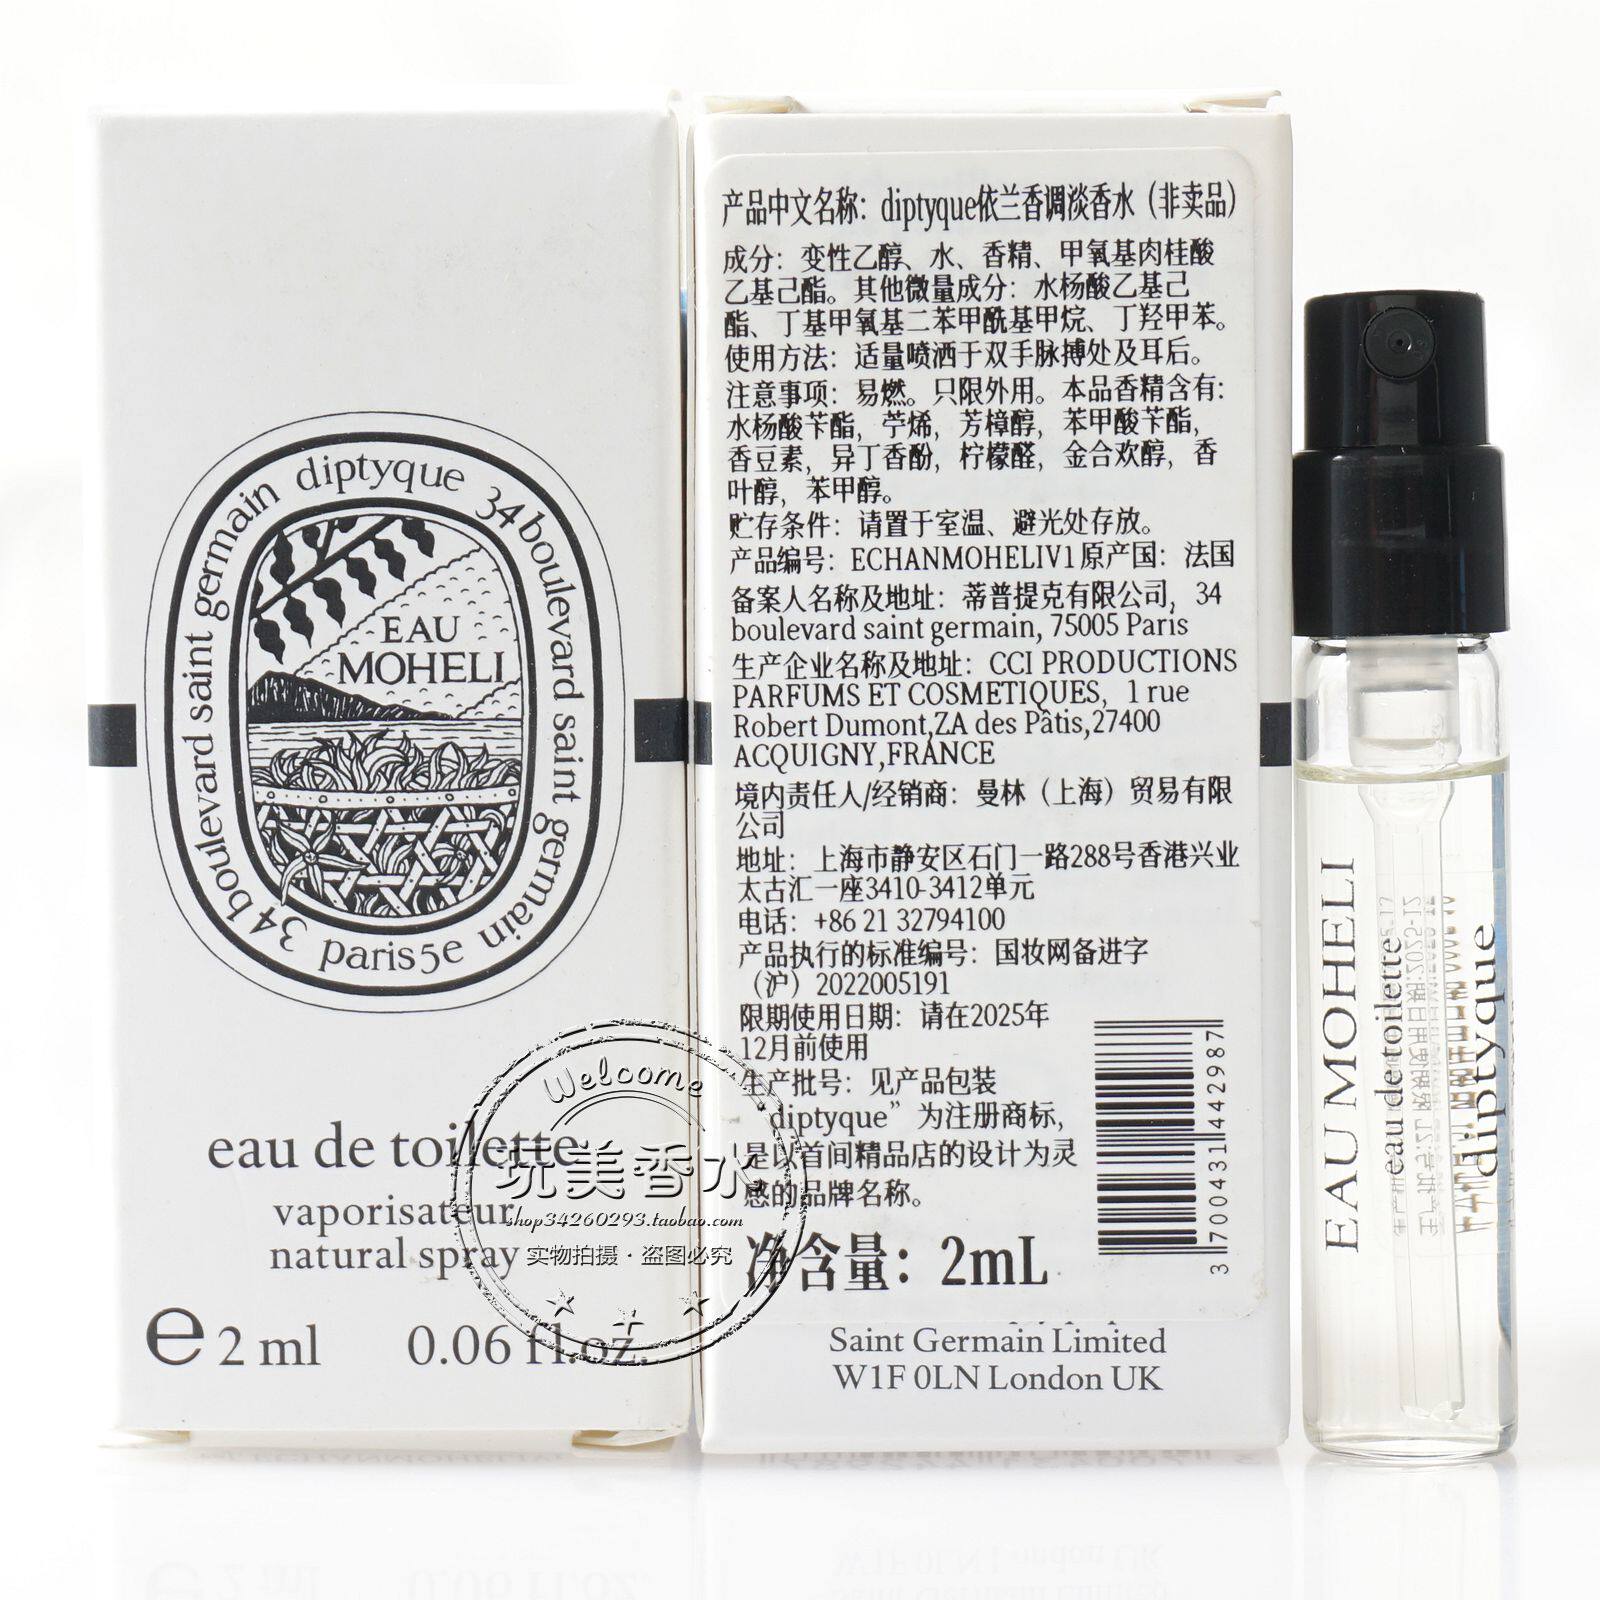 34 boulevard saint germain diptyque 34 boulevard saint germain paris 5e
EAU
MOHELI
eau de toilette
vaporisateur
natural spray
e 2 ml 0.06 fl.oz.
产品中文名称：diptyque依兰香调淡香水（非卖品）
成分：变性乙醇、水、香精、甲氧基肉桂酸
乙基己酯。其他微量成分：水杨酸乙基己
酯、丁基甲氧基二苯甲酰基甲烷、丁羟甲苯。
使用方法：适量喷洒于双手脉搏处及耳后。
注意事项：易燃。只限外用。本品香精含有：
水杨酸苄酯，苧烯，芳樟醇，苯甲酸苄酯，
香豆素，异丁香酚，柠檬醛，金合欢醇，香
叶醇，苯甲醇。
贮存条件：请置于室温、避光处存放。
产品编号：ECHANMOHELIV1原产国：法国
备案人名称及地址：蒂普提克有限公司，34
boulevard saint germain, 75005 Paris
生产企业名称及地址：CCI PRODUCTIONS
PARFUMS ET COSMETIQUES，1 rue
Robert Dumont,ZA des Pâtis,27400
ACQUIGNY,FRANCE
境内责任人/经销商：曼林（上海）贸易有限
公司
地址：上海市静安区石门一路288号香港兴业
太古汇一座3410-3412单元
电话：+86 21 32794100
产品执行的标准编号：国妆网备进字
（沪）2022005191
限期使用日期：请在2025年
12月前使用
生产批号：见产品包装
“diptyque”为注册商标，
是以首间精品店的设计为灵
感的品牌名称。
净含量：2mL
3 700431 442987
Saint Germain Limited
W1F 0LN London UK
EAU MOHELI
eau de toilette
diptyque
Welcome
玩美香水
shop34260293.taobao.com
实物拍摄·盗图必究